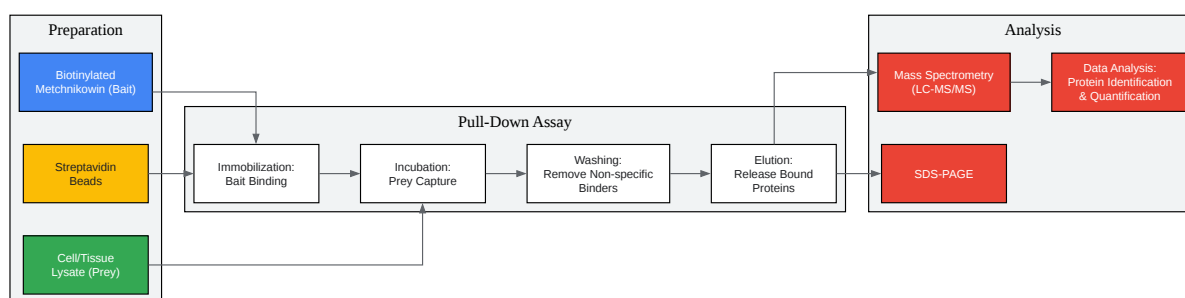 Preparation
Biotinylated
Metchnikowin (Bait)
Streptavidin
Beads
Cell/Tissue
Lysate (Prey)
Pull-Down Assay
Immobilization:
Bait Binding
Incubation:
Prey Capture
Washing:
Remove Non-specific
Binders
Elution:
Release Bound
Proteins
Analysis
Mass Spectrometry
(LC-MS/MS)
Data Analysis:
Protein Identification
& Quantification
SDS-PAGE